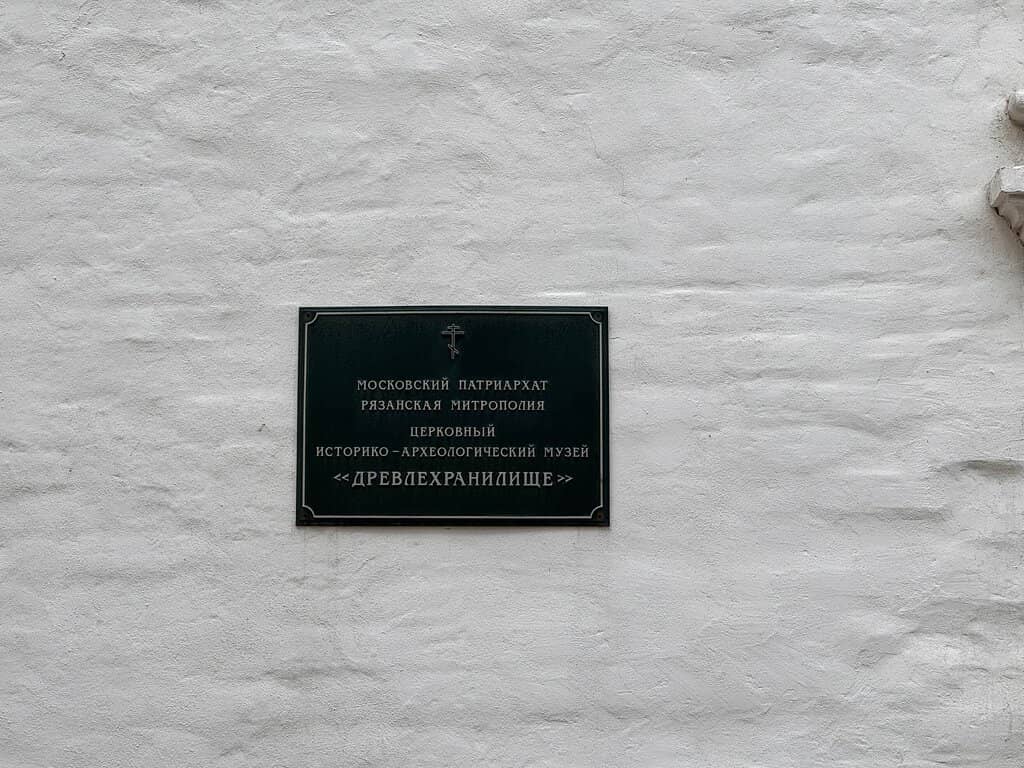 МОСКОВСКИЙ ПАТРИАРХАТ
РЯЗАНСКАЯ МИТРОПОЛИЯ
ЦЕРКОВНЫЙ
ИСТОРИКО-АРХЕОЛОГИЧЕСКИЙ МУЗЕЙ
«ДРЕВЛЕХРАНИЛИЩЕ»